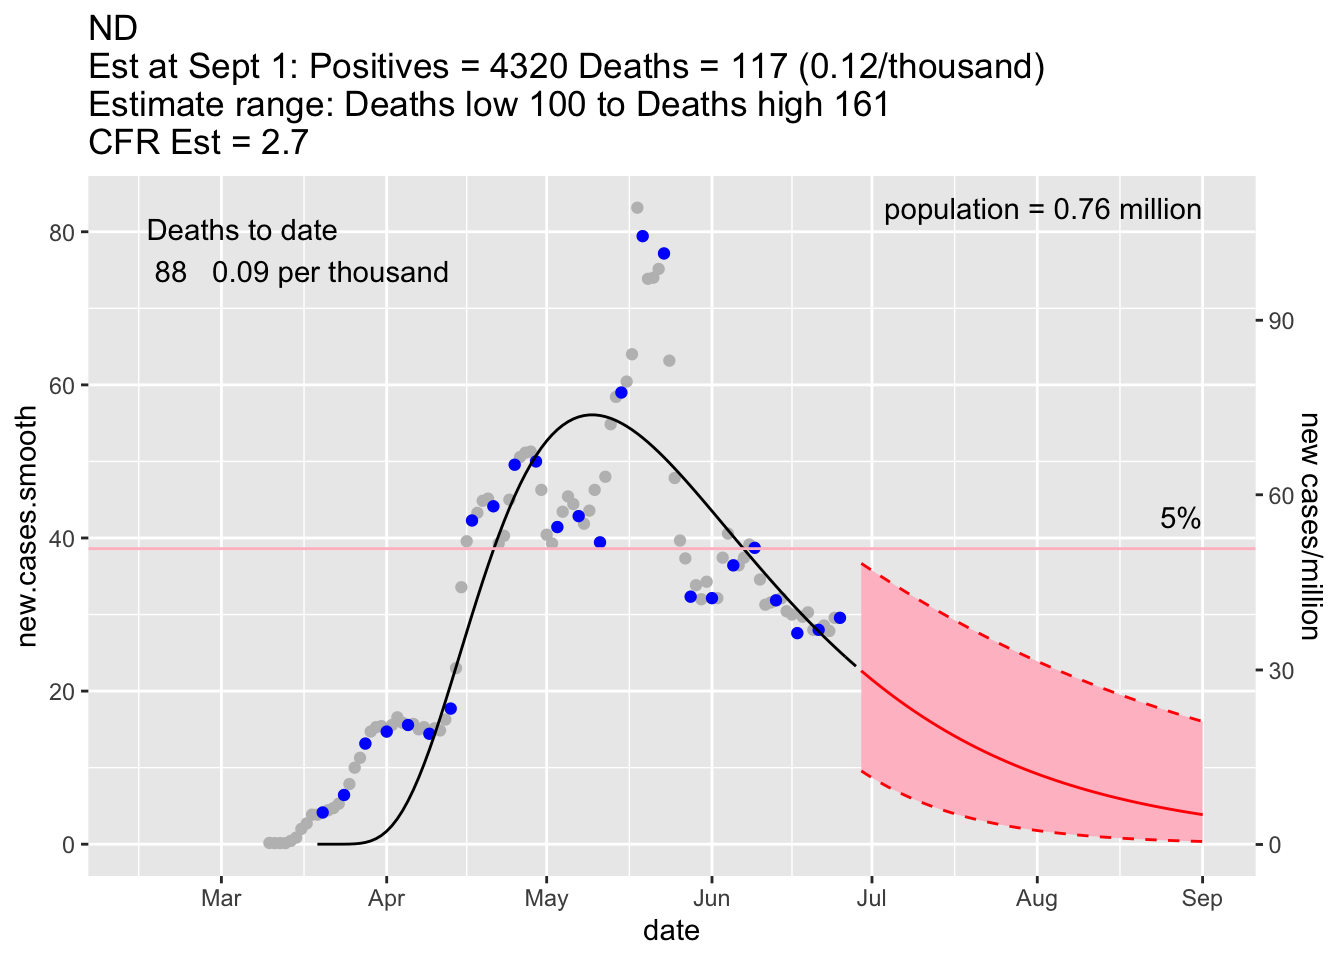 ND
Est at Sept 1: Positives = 4320 Deaths = 117 (0.12/thousand)
Estimate range: Deaths low 100 to Deaths high 161
CFR Est = 2.7
Deaths to date
88 0.09 per thousand
population = 0.76 million
5%
new.cases.smooth
80
60
40
20
0
new cases/million
90
60
30
0
Mar Apr May Jun Jul Aug Sep
date